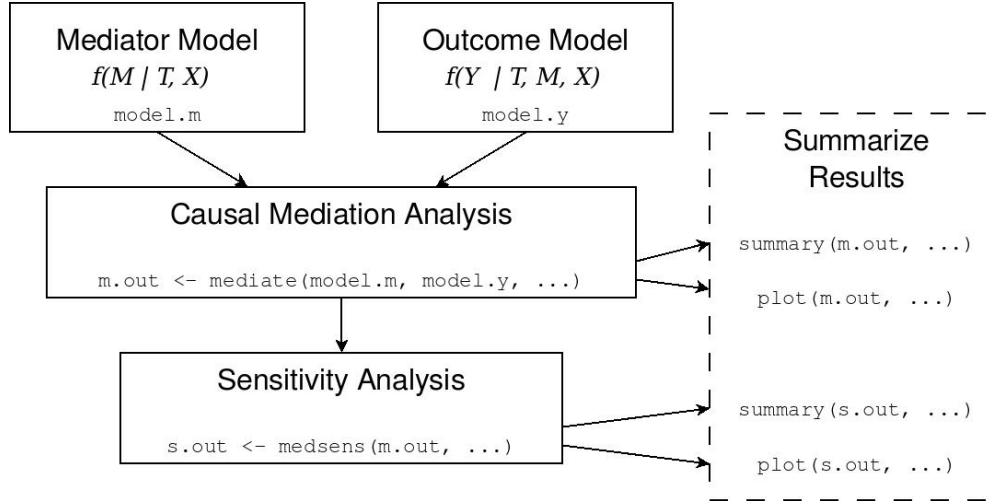 Mediator Model
f(M | T, X)
model.m
Outcome Model
f(Y | T, M, X)
model.y
Causal Mediation Analysis
m.out <- mediate(model.m, model.y, ...)
Sensitivity Analysis
s.out <- medsens(m.out, ...)
Summarize
Results
summary(m.out, ...)
plot(m.out, ...)
summary(s.out, ...)
plot(s.out, ...)